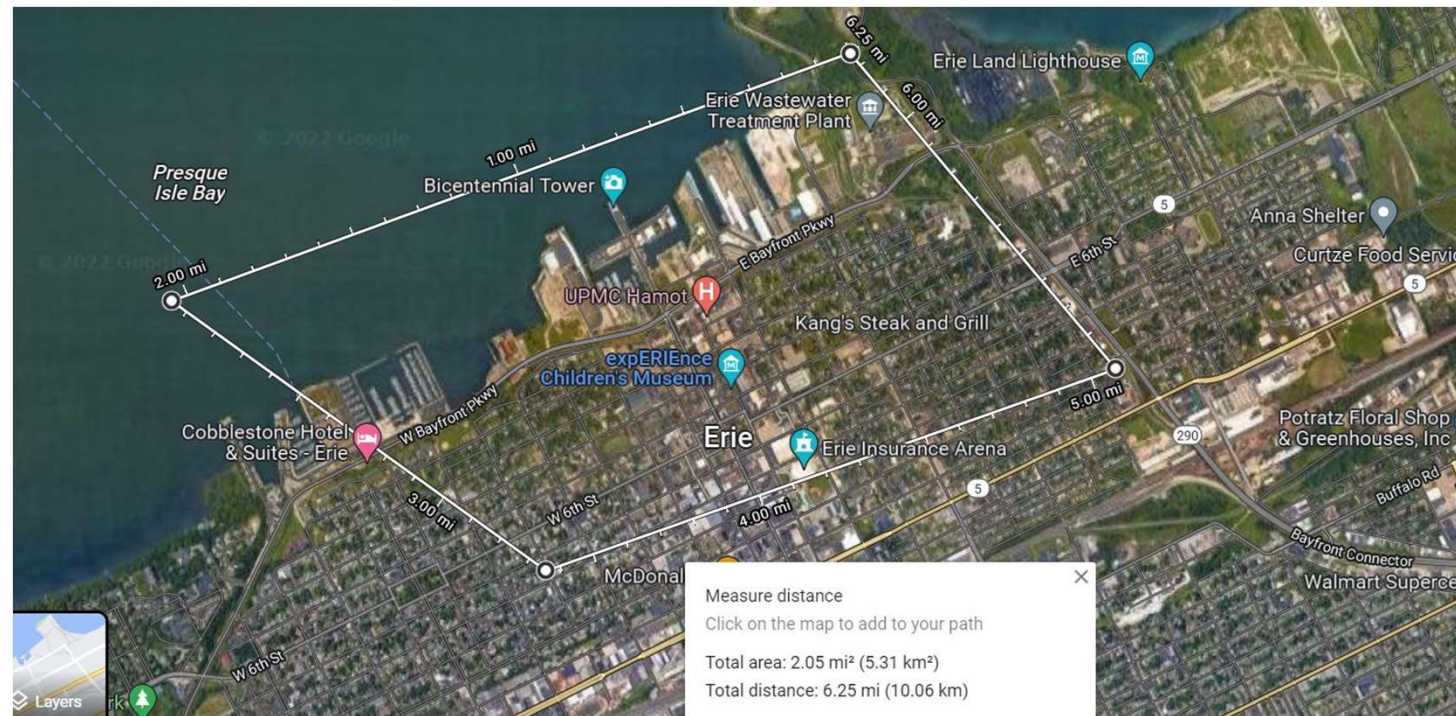 6.25 mi
Erie Land Lighthouse
6.00 mi
Erie Wastewater
Treatment Plant
© 2022 Google
1.00 mi
Presque
Isle Bay
Bicentennial Tower
5
Anna Shelter
E Bayfront Pkwy
E 6th St
Curtze Food Servic
© 2022 Google
2.00 mi
5
UPMC Hamot
H
Kang's Steak and Grill
expERIEnce
Children's Museum
5.00 mi
W Bayfront Pkwy
Cobblestone Hotel
& Suites - Erie
Erie
Erie Insurance Arena
290
Potratz Floral Shop
& Greenhouses, Inc
3.00 mi
W 6th St
4.00 mi
5
Buffalo Rd
Bayfront Connector
McDonal
Walmart Superce
Measure distance
Click on the map to add to your path
Total area: 2.05 mi² (5.31 km²)
Total distance: 6.25 mi (10.06 km)
W 6th St
Layers
rk